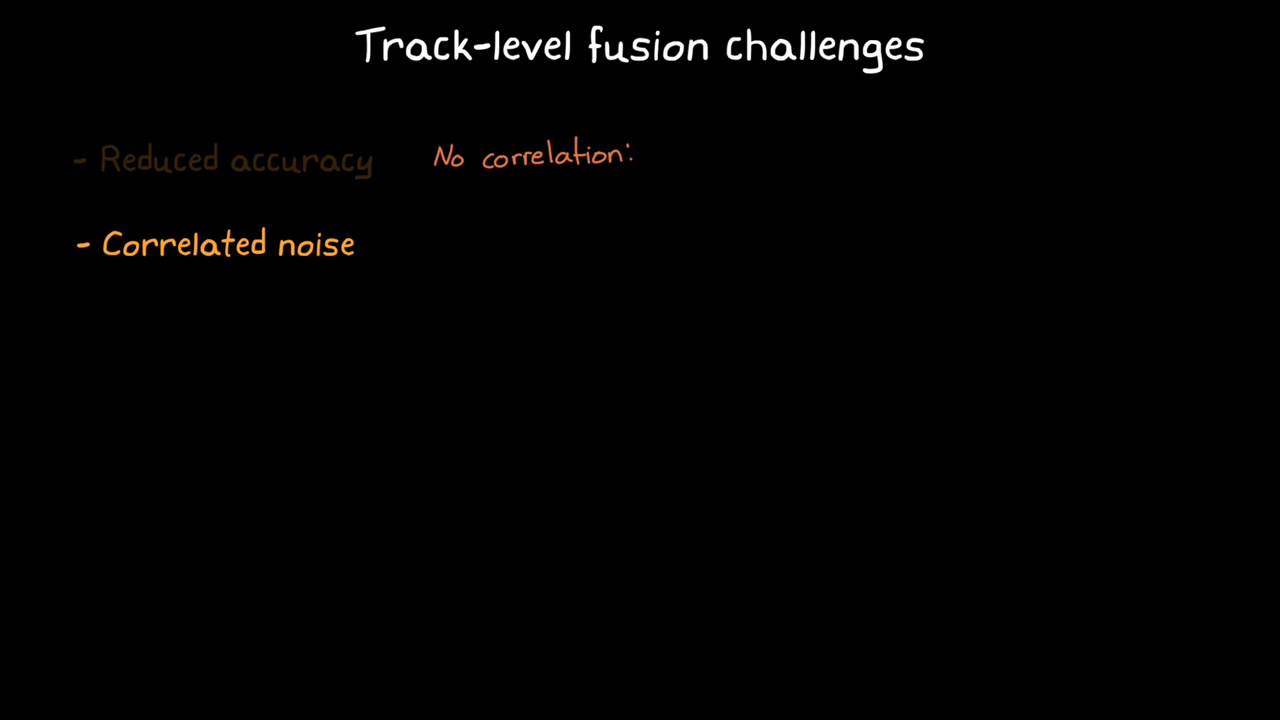 Track-level fusion challenges
- Reduced accuracy
No correlation:
- Correlated noise